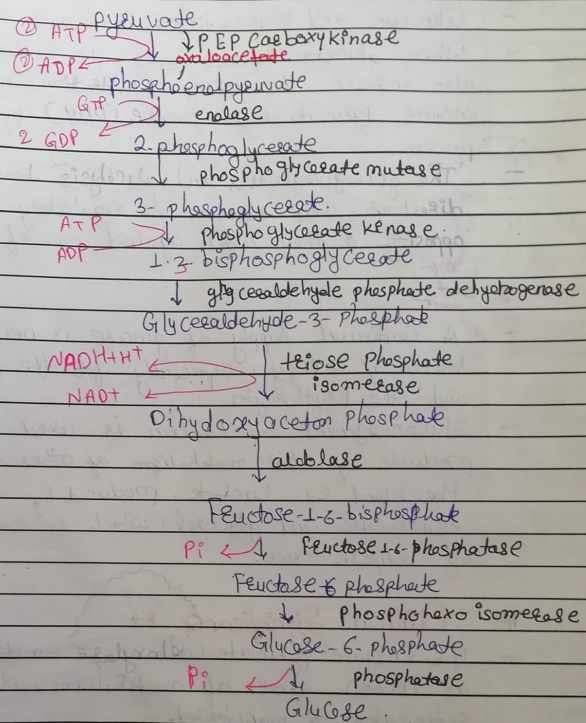 pyruvate
② ATP
↓ PEP Carboxykinase
oxaloacetate
② ADP
phosphoenolpyruvate
GTP
enolase
2 GDP
2-phosphoglycerate
phosphoglycerate mutase
3- phosphoglycerate.
ATP
phosphoglycerate kenase.
ADP
1.3-bisphosphoglycerate
glyceraldehyde phosphate dehydrogenase
Glyceraldehyde-3-phosphate
NADH+H+
triose phosphate
isomerase
NAD+
Dihydoxyaceton phosphate
aldolase
Fructose-1-6-bisphosphate
Pi
Fructose 1-6-phosphatase
Fructose 6 phosphate
phosphohexo isomerase
Glucose-6-phosphate
Pi
phosphatase
Glucose.